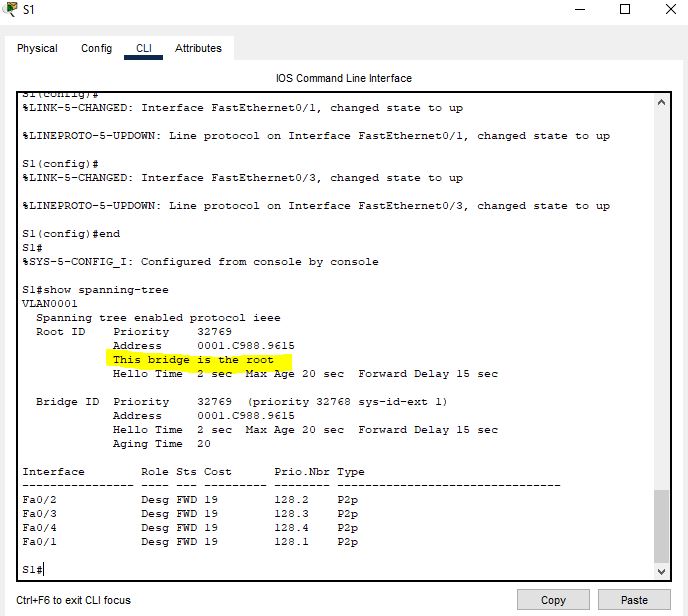 S1
Physical Config CLI Attributes
IOS Command Line Interface
S1(config)#
%LINK-5-CHANGED: Interface FastEthernet0/1, changed state to up
%LINEPROTO-5-UPDOWN: Line protocol on Interface FastEthernet0/1, changed state to up
S1(config)#
%LINK-5-CHANGED: Interface FastEthernet0/3, changed state to up
%LINEPROTO-5-UPDOWN: Line protocol on Interface FastEthernet0/3, changed state to up
S1(config)#end
S1#
%SYS-5-CONFIG_I: Configured from console by console
S1#show spanning-tree
VLAN0001
Spanning tree enabled protocol ieee
Root ID Priority 32769
Address 0001.C988.9615
This bridge is the root
Hello Time 2 sec Max Age 20 sec Forward Delay 15 sec
Bridge ID Priority 32769 (priority 32768 sys-id-ext 1)
Address 0001.C988.9615
Hello Time 2 sec Max Age 20 sec Forward Delay 15 sec
Aging Time 20
Interface Role Sts Cost Prio.Nbr Type
---------------- ---- --- --------- -------- --------------------------------
Fa0/2 Desg FWD 19 128.2 P2p
Fa0/3 Desg FWD 19 128.3 P2p
Fa0/4 Desg FWD 19 128.4 P2p
Fa0/1 Desg FWD 19 128.1 P2p
S1#
Ctrl+F6 to exit CLI focus
Copy Paste